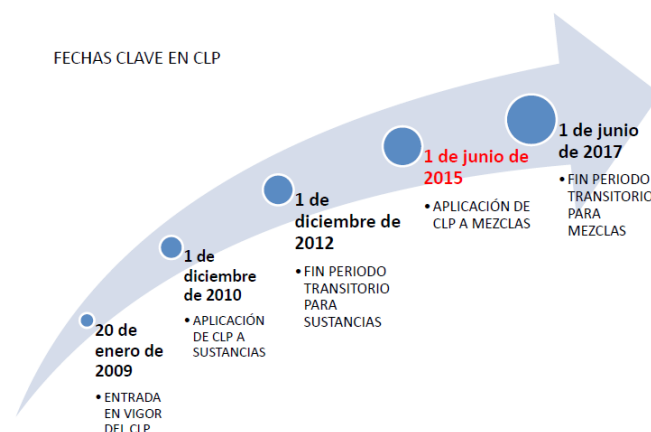 FECHAS CLAVE EN CLP
20 de
enero de
2009
• ENTRADA
EN VIGOR
DEL CLP
1 de
diciembre
de 2010
• APLICACIÓN
DE CLP A
SUSTANCIAS
1 de
diciembre de
2012
• FIN PERIODO
TRANSITORIO
PARA
SUSTANCIAS
1 de junio de
2015
• APLICACIÓN DE
CLP A MEZCLAS
1 de junio
de 2017
• FIN PERIODO
TRANSITORIO
PARA
MEZCLAS